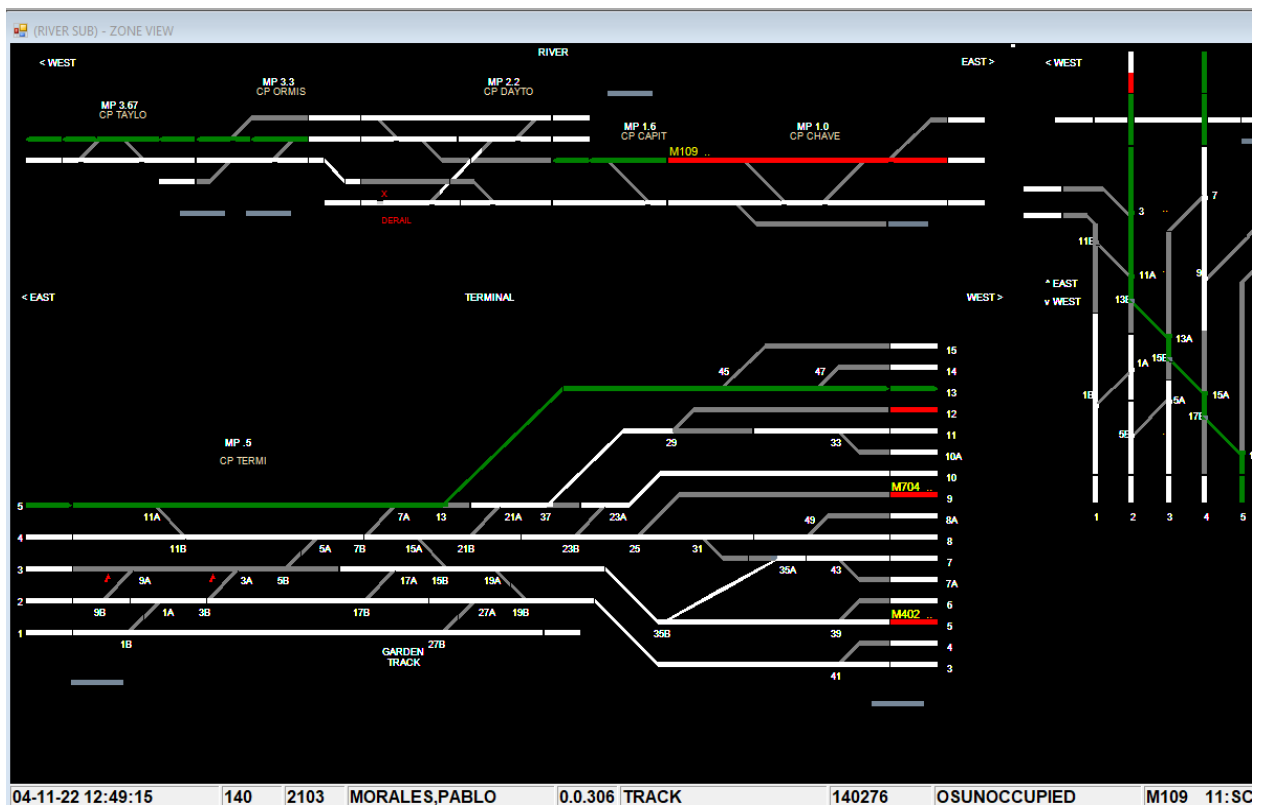 (RIVER SUB) - ZONE VIEW
< WEST
RIVER
EAST >
< WEST
MP 3.3
CP ORMIS
MP 2.2
CP DAYTO
MP 3.67
CP TAYLO
MP 1.6
CP CAPIT
MP 1.0
CP CHAVE
M109 ..
X
DERAIL
3
7
11B
11A
9
^ EAST
v WEST
13B
13A
1A
15B
1B
5A
15A
17B
5B
1 2 3 4 5
< EAST
TERMINAL
WEST >
15
45
47
14
13
12
29
33
11
10A
10
MP .5
CP TERMI
M704 ..
9
5
11A
7A
13
21A
37
23A
49
8A
4
11B
5A
7B
15A
21B
23B
25
31
8
3
9A
3A
5B
17A
15B
19A
35A
43
7
7A
2
9B
1A
3B
17B
27A
19B
6
M402 ..
5
1
1B
27B
35B
39
GARDEN
TRACK
4
41
3
04-11-22 12:49:15 140 2103 MORALES,PABLO 0.0.306 TRACK 140276 OSUNOCCUPIED M109 11:SC